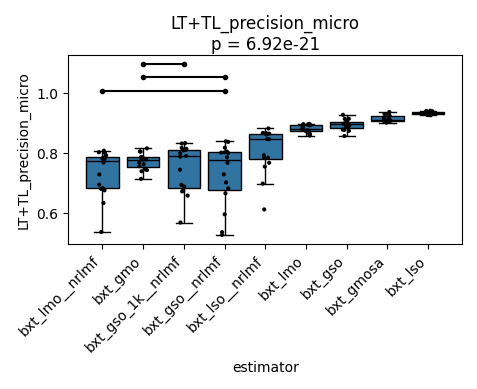 LT+TL_precision_micro
p = 6.92e-21
LT+TL_precision_micro
1.0
0.8
0.6
bxt_lmo__nrlmf
bxt_gmo
bxt_gso_1k__nrlmf
bxt_gso__nrlmf
bxt_lso__nrlmf
bxt_lmo
bxt_gso
bxt_gmosa
bxt_lso
estimator